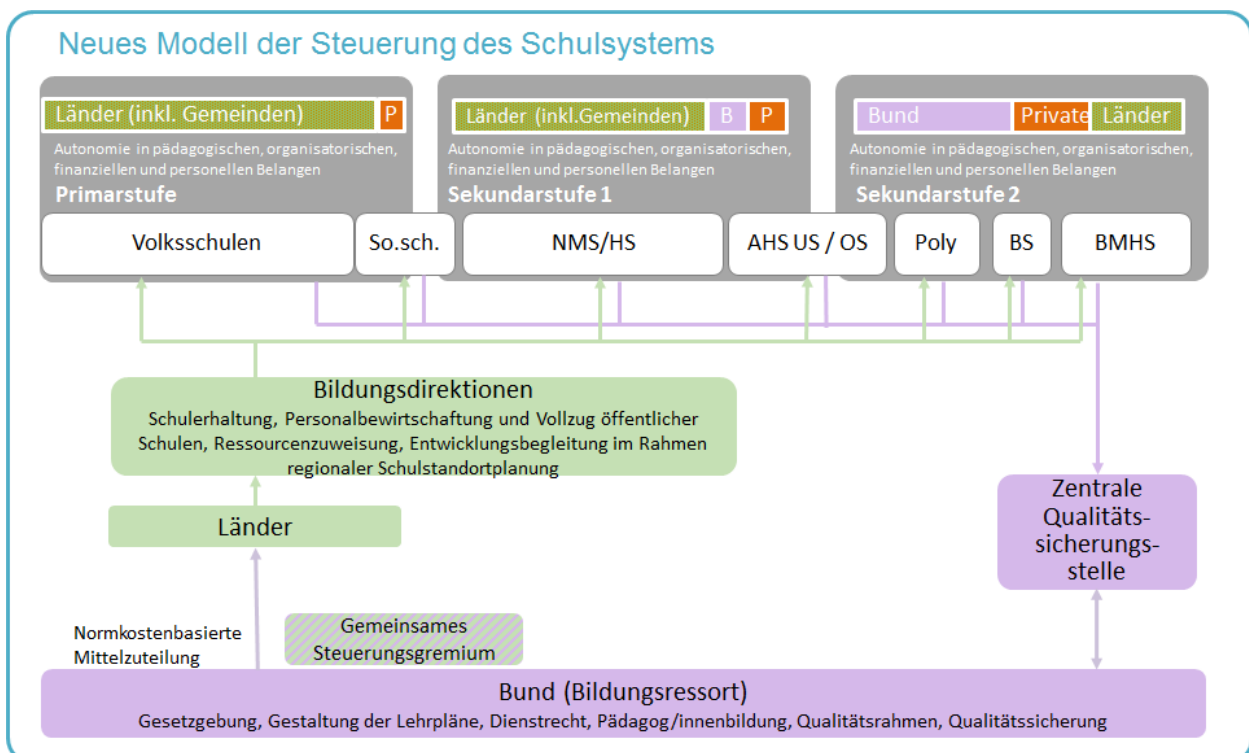 Neues Modell der Steuerung des Schulsystems
Länder (inkl. Gemeinden)
P
Autonomie in pädagogischen, organisatorischen,
finanziellen und personellen Belangen
Primarstufe
Länder (inkl.Gemeinden)
B
P
Autonomie in pädagogischen, organisatorischen,
finanziellen und personellen Belangen
Sekundarstufe 1
Bund
Private
Länder
Autonomie in pädagogischen, organisatorischen,
finanziellen und personellen Belangen
Sekundarstufe 2
Volksschulen
So.sch.
NMS/HS
AHS US / OS
Poly
BS
BMHS
Bildungsdirektionen
Schulerhaltung, Personalbewirtschaftung und Vollzug öffentlicher
Schulen, Ressourcenzuweisung, Entwicklungsbegleitung im Rahmen
regionaler Schulstandortplanung
Länder
Zentrale
Qualitäts-
sicherungs-
stelle
Normkostenbasierte
Mittelzuteilung
Gemeinsames
Steuerungsgremium
Bund (Bildungsressort)
Gesetzgebung, Gestaltung der Lehrpläne, Dienstrecht, Pädagog/innenbildung, Qualitätsrahmen, Qualitätssicherung